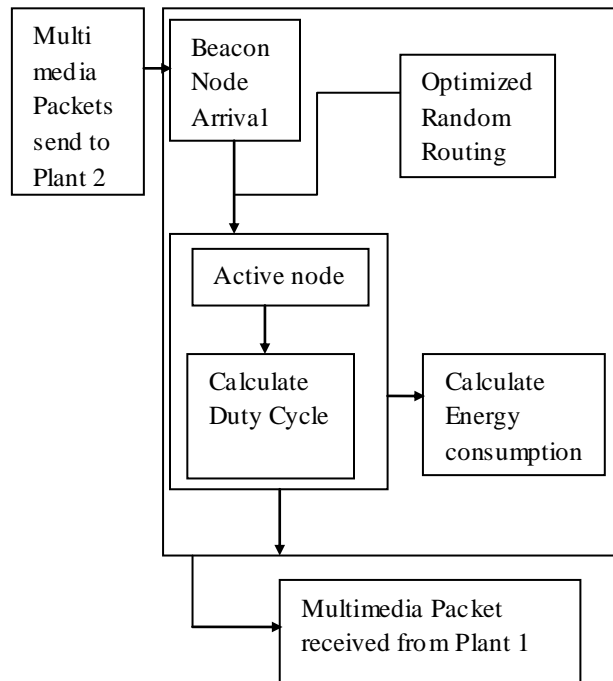 Multi
media
Packets
send to
Plant 2
Beacon
Node
Arrival
Optimized
Random
Routing
Active node
Calculate
Duty Cycle
Calculate
Energy
consumption
Multimedia Packet
received from Plant 1